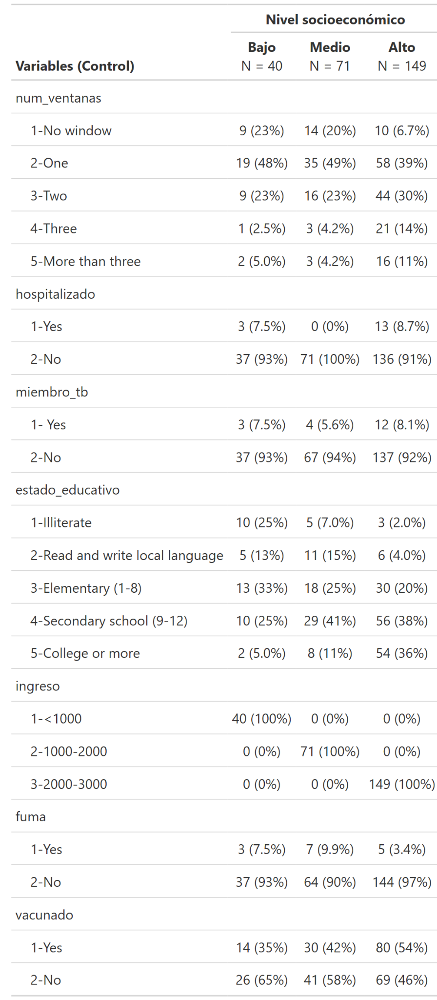 Nivel socioeconómico
Bajo Medio Alto
Variables (Control) N = 40 N = 71 N = 149
num_ventanas
1-No window 9 (23%) 14 (20%) 10 (6.7%)
2-One 19 (48%) 35 (49%) 58 (39%)
3-Two 9 (23%) 16 (23%) 44 (30%)
4-Three 1 (2.5%) 3 (4.2%) 21 (14%)
5-More than three 2 (5.0%) 3 (4.2%) 16 (11%)
hospitalizado
1-Yes 3 (7.5%) 0 (0%) 13 (8.7%)
2-No 37 (93%) 71 (100%) 136 (91%)
miembro_tb
1- Yes 3 (7.5%) 4 (5.6%) 12 (8.1%)
2-No 37 (93%) 67 (94%) 137 (92%)
estado_educativo
1-Illiterate 10 (25%) 5 (7.0%) 3 (2.0%)
2-Read and write local language 5 (13%) 11 (15%) 6 (4.0%)
3-Elementary (1-8) 13 (33%) 18 (25%) 30 (20%)
4-Secondary school (9-12) 10 (25%) 29 (41%) 56 (38%)
5-College or more 2 (5.0%) 8 (11%) 54 (36%)
ingreso
1-<1000 40 (100%) 0 (0%) 0 (0%)
2-1000-2000 0 (0%) 71 (100%) 0 (0%)
3-2000-3000 0 (0%) 0 (0%) 149 (100%)
fuma
1-Yes 3 (7.5%) 7 (9.9%) 5 (3.4%)
2-No 37 (93%) 64 (90%) 144 (97%)
vacunado
1-Yes 14 (35%) 30 (42%) 80 (54%)
2-No 26 (65%) 41 (58%) 69 (46%)